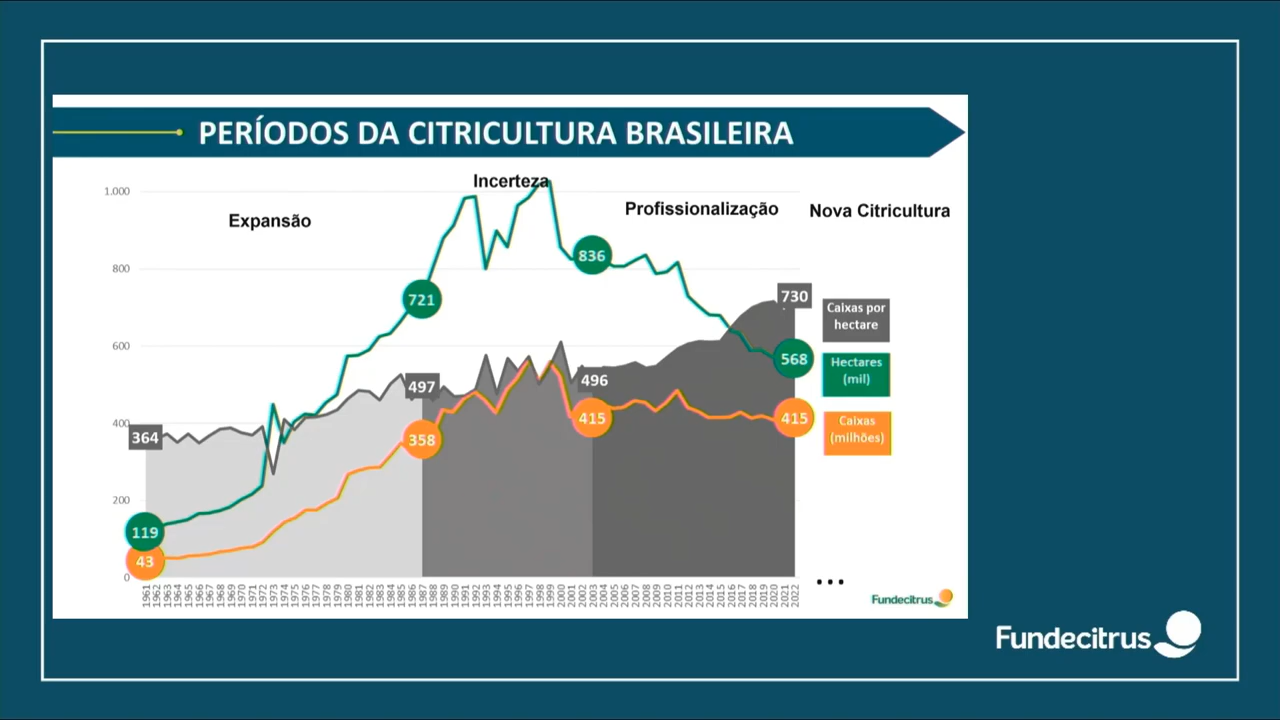 PERÍODOS DA CITRICULTURA BRASILEIRA
Incerteza
Expansão
Profissionalização
Nova Citricultura
1.000
800
600
400
200
0
364
119
43
721
497
358
836
496
415
730
568
415
Caixas por
hectare
Hectares
(mil)
Caixas
(milhões)
1961 1962 1963 1964 1965 1966 1967 1968 1969 1970 1971 1972 1973 1974 1975 1976 1977 1978 1979 1980 1981 1982 1983 1984 1985 1986 1987 1988 1989 1990 1991 1992 1993 1994 1995 1996 1997 1998 1999 2000 2001 2002 2003 2004 2005 2006 2007 2008 2009 2010 2011 2012 2013 2014 2015 2016 2017 2018 2019 2020 2021 2022
...
Fundecitrus
Fundecitrus